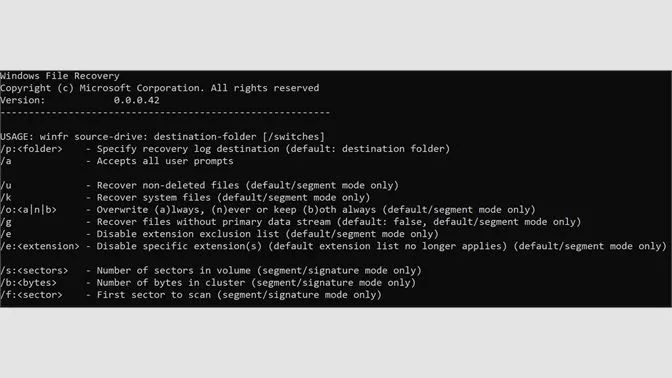 Windows File Recovery
Copyright (c) Microsoft Corporation. All rights reserved
Version: 0.0.0.42
---------------------------------------------------------
USAGE: winfr source-drive: destination-folder [/switches]
/p:<folder> - Specify recovery log destination (default: destination folder)
/a - Accepts all user prompts
/u - Recover non-deleted files (default/segment mode only)
/k - Recover system files (default/segment mode only)
/o:<a|n|b> - Overwrite (a)lways, (n)ever or keep (b)oth always (default/segment mode only)
/g - Recover files without primary data stream (default: false, default/segment mode only)
/e - Disable extension exclusion list (default/segment mode only)
/e:<extension> - Disable specific extension(s) (default extension list no longer applies) (default/segment mode only)
/s:<sectors> - Number of sectors in volume (segment/signature mode only)
/b:<bytes> - Number of bytes in cluster (segment/signature mode only)
/f:<sector> - First sector to scan (segment/signature mode only)